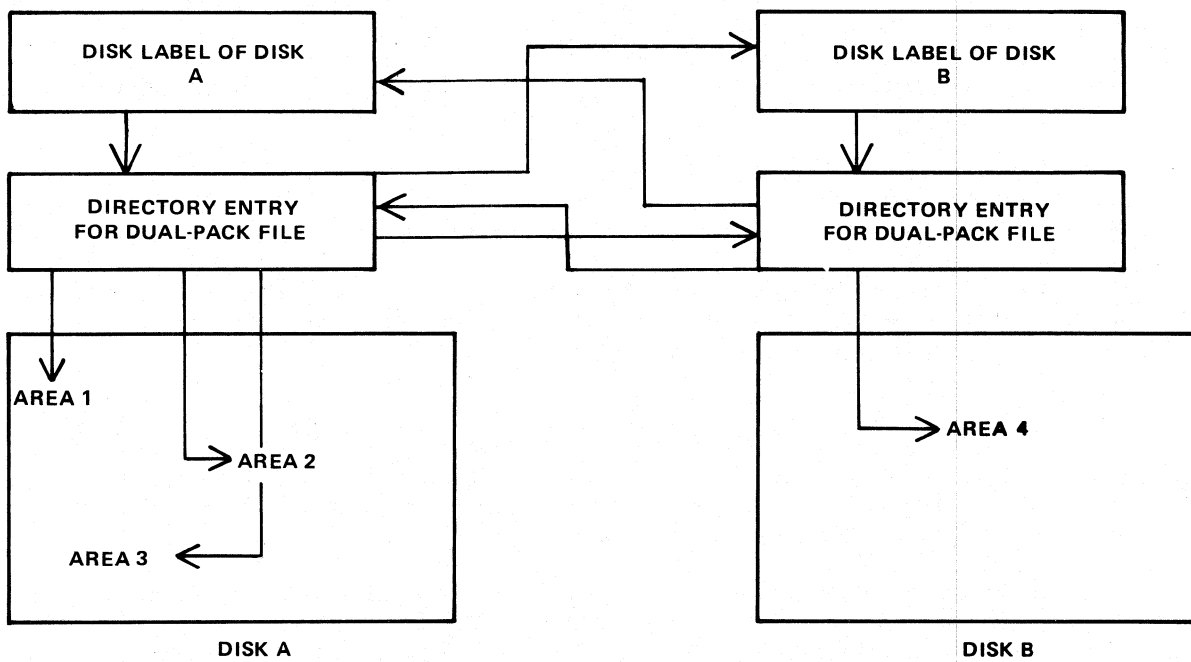 DISK LABEL OF DISK
A
DISK LABEL OF DISK
B
DIRECTORY ENTRY
FOR DUAL-PACK FILE
DIRECTORY ENTRY
FOR DUAL-PACK FILE
AREA 1
AREA 2
AREA 3
AREA 4
DISK A
DISK B